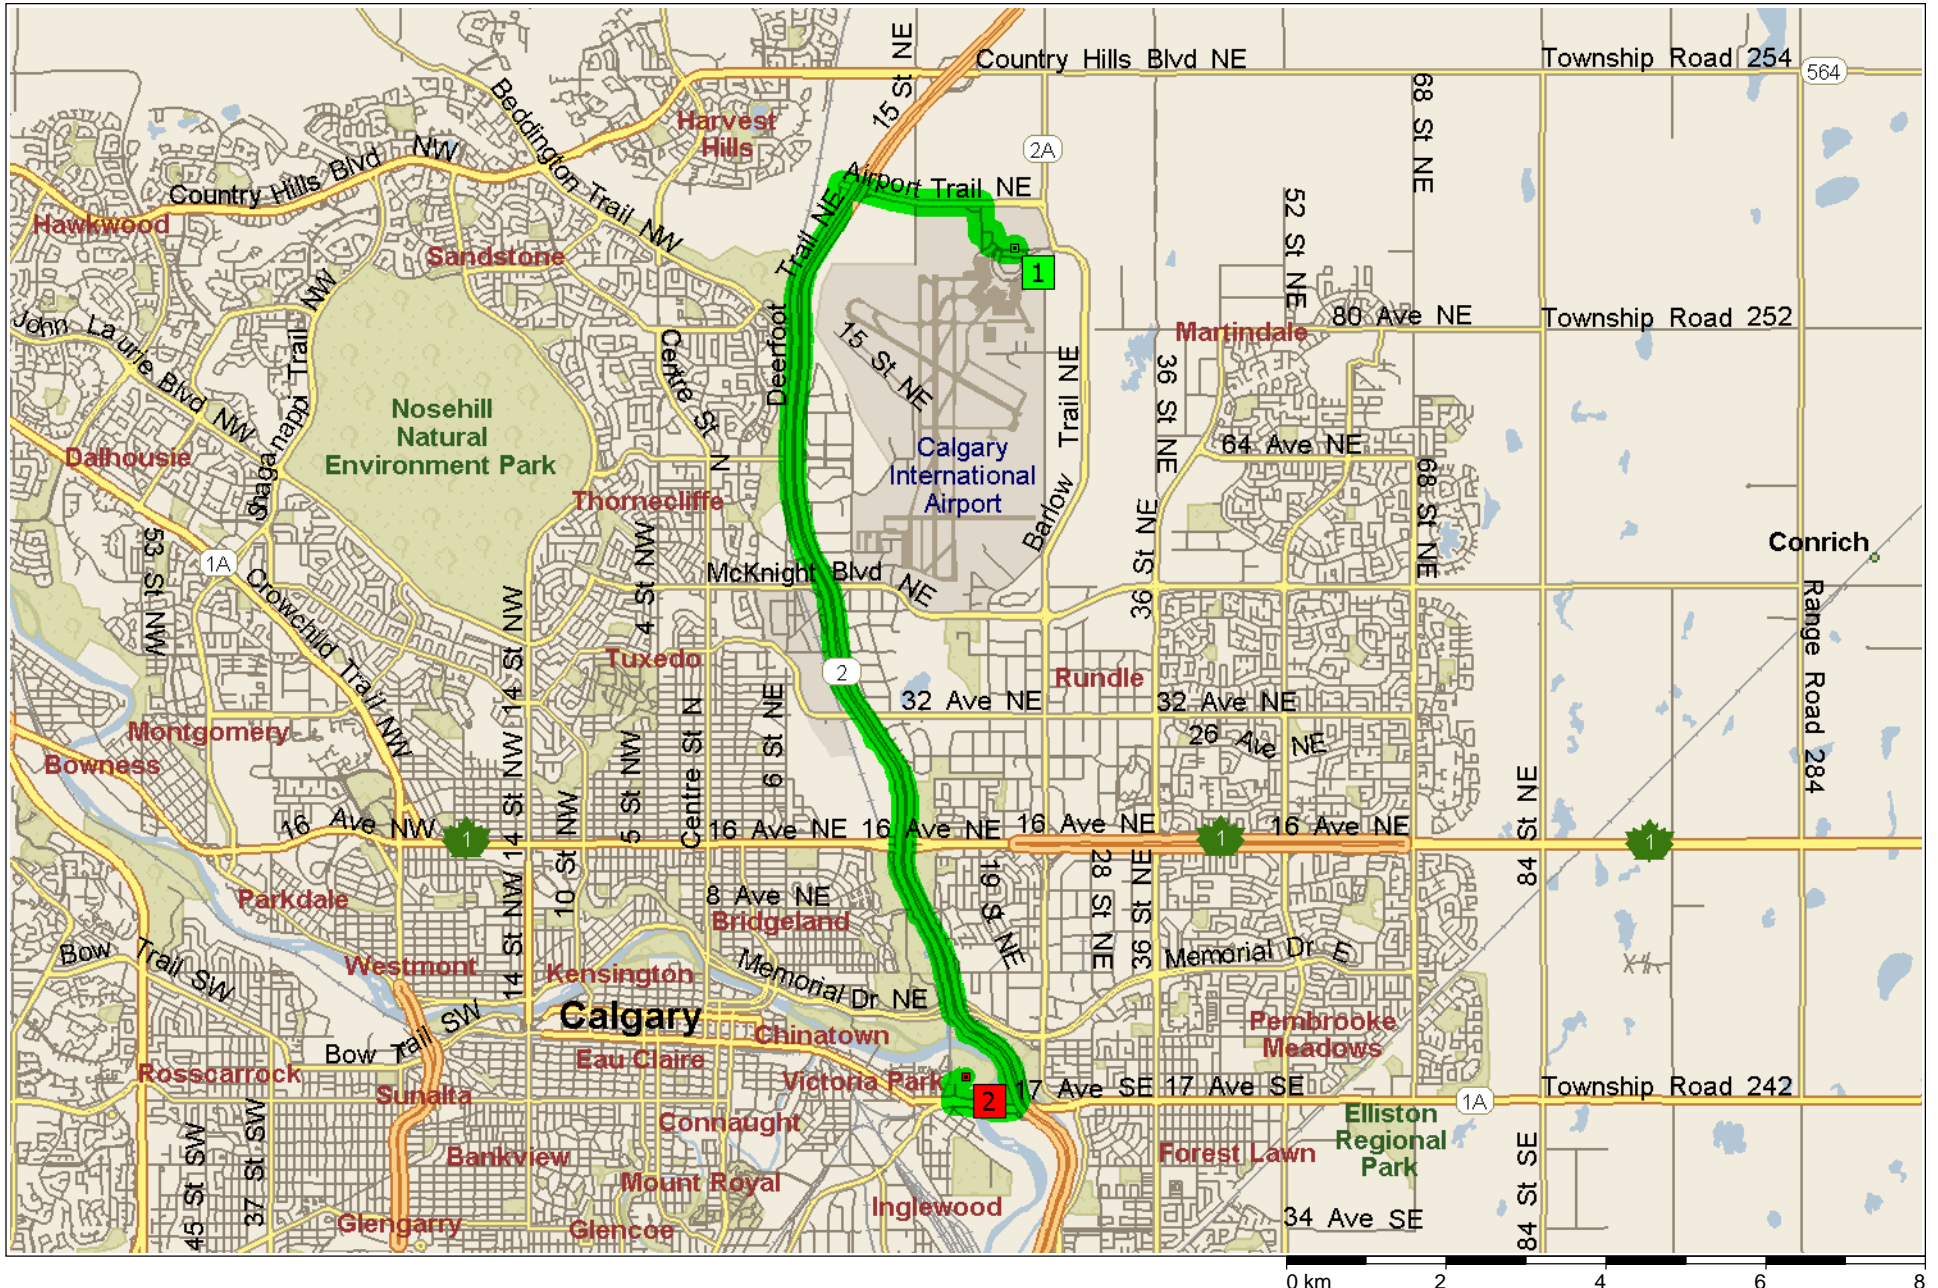 Country Hills Blvd NE
Township Road 254
564
15 St NE
68 St NE
Beddington Trail NW
Harvest
Hills
2A
Country Hills Blvd NW
Airport Trail NE
Hawkwood
Sandstone
52 St NE
Deerfoot Trail NE
1
John Laurie Blvd NW
Shaganappi Trail NW
Centre St N
15 St NE
Martindale
80 Ave NE
Township Road 252
Barlow Trail NE
36 St NE
Nosehill
Natural
Environment Park
Dalhousie
Calgary
International
Airport
64 Ave NE
68 St NE
Thornecliffe
53 St NW
1A
Crowchild Trail NW
4 St NW
McKnight Blvd NE
36 St NE
Conrich
Range Road 284
14 St NW
Tuxedo
2
Rundle
32 Ave NE
32 Ave NE
26 Ave NE
Montgomery
Bowness
14 St NW
5 St NW
Centre St N
6 St NE
84 St NE
16 Ave NW
1
10 St NW
16 Ave NE
16 Ave NE
16 Ave NE
1
16 Ave NE
1
14 St NW
Parkdale
8 Ave NE
Bridgeland
19 St NE
28 St NE
36 St NE
Bow Trail SW
Westmont
14 St NW
Kensington
Memorial Dr NE
Memorial Dr E
Calgary
Chinatown
Pembrooke
Meadows
Bow Trail SW
Eau Claire
Rosscarrock
Sunalta
Victoria Park
2
17 Ave SE
17 Ave SE
1A
Township Road 242
Connaught
Elliston
Regional
Park
45 St SW
37 St SW
Bankview
Mount Royal
Forest Lawn
84 St SE
Inglewood
Glengarry
Glencoe
34 Ave SE
0 km 2 4 6 8